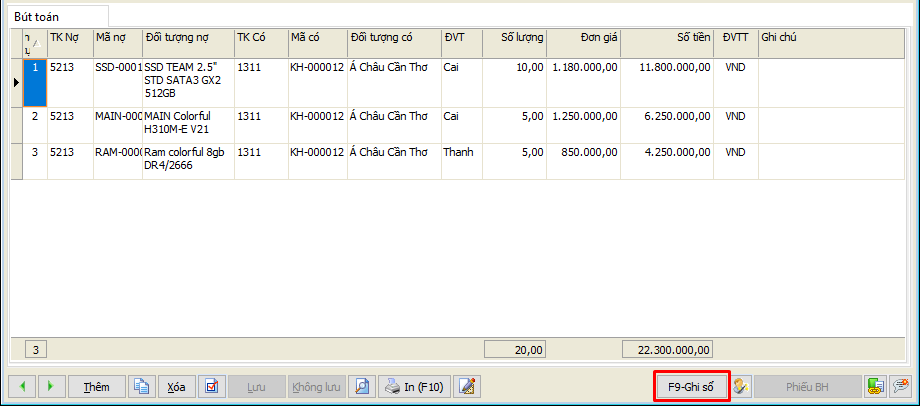 Bút toán
TK Nợ Mã nợ Đối tượng nợ TK Có Mã có Đối tượng có ĐVT Số lượng Đơn giá Số tiền ĐVTT Ghi chú
1 5213 SSD-0001 SSD TEAM 2.5" 1311 KH-000012 Á Châu Cần Thơ Cai 10,00 1.180.000,00 11.800.000,00 VND
STD SATA3 GX2
512GB
2 5213 MAIN-000 MAIN Colorful 1311 KH-000012 Á Châu Cần Thơ Cai 5,00 1.250.000,00 6.250.000,00 VND
H310M-E V21
3 5213 RAM-0000 Ram colorful 8gb 1311 KH-000012 Á Châu Cần Thơ Thanh 5,00 850.000,00 4.250.000,00 VND
DR4/2666
3 20,00 22.300.000,00
Thêm Xóa Lưu Không lưu In (F10) F9-Ghi sổ Phiếu BH